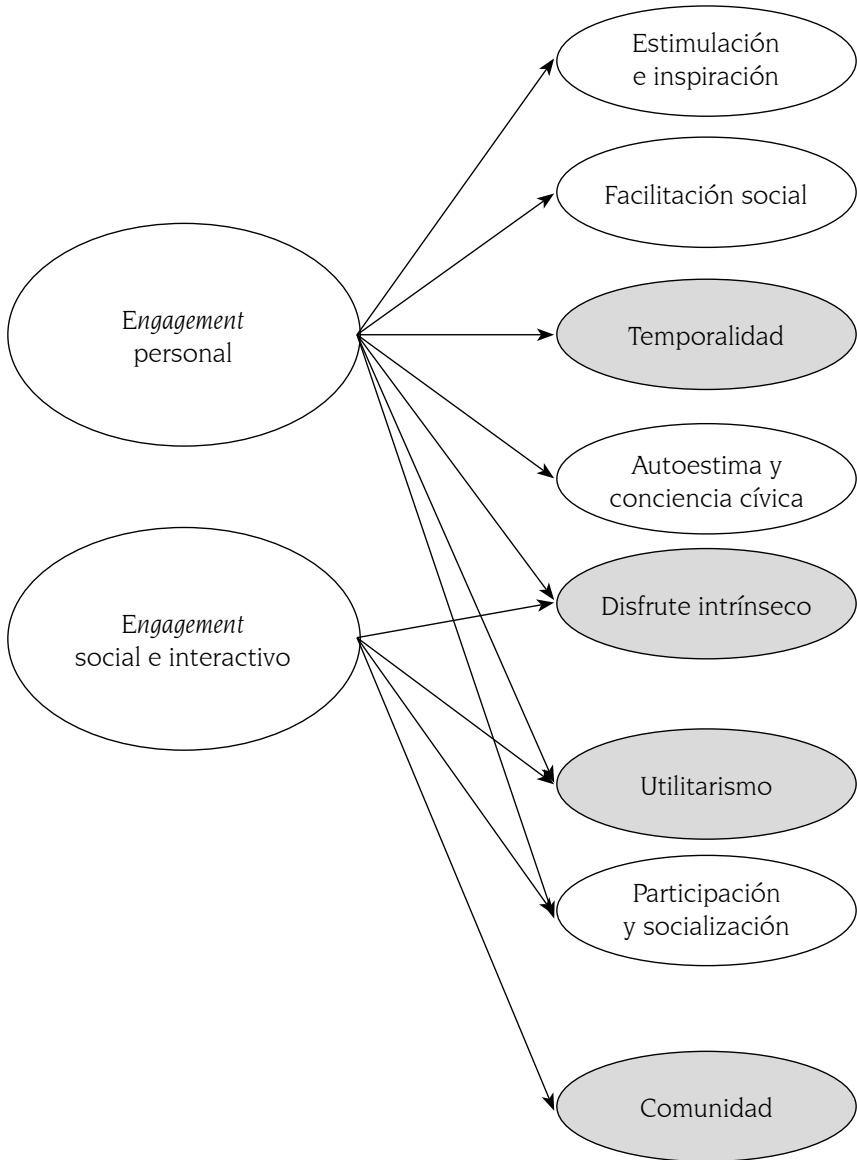 Estimulación
e inspiración
Facilitación social
Engagement
personal
Temporalidad
Autoestima y
conciencia cívica
Disfrute intrínseco
Engagement
social e interactivo
Utilitarismo
Participación
y socialización
Comunidad